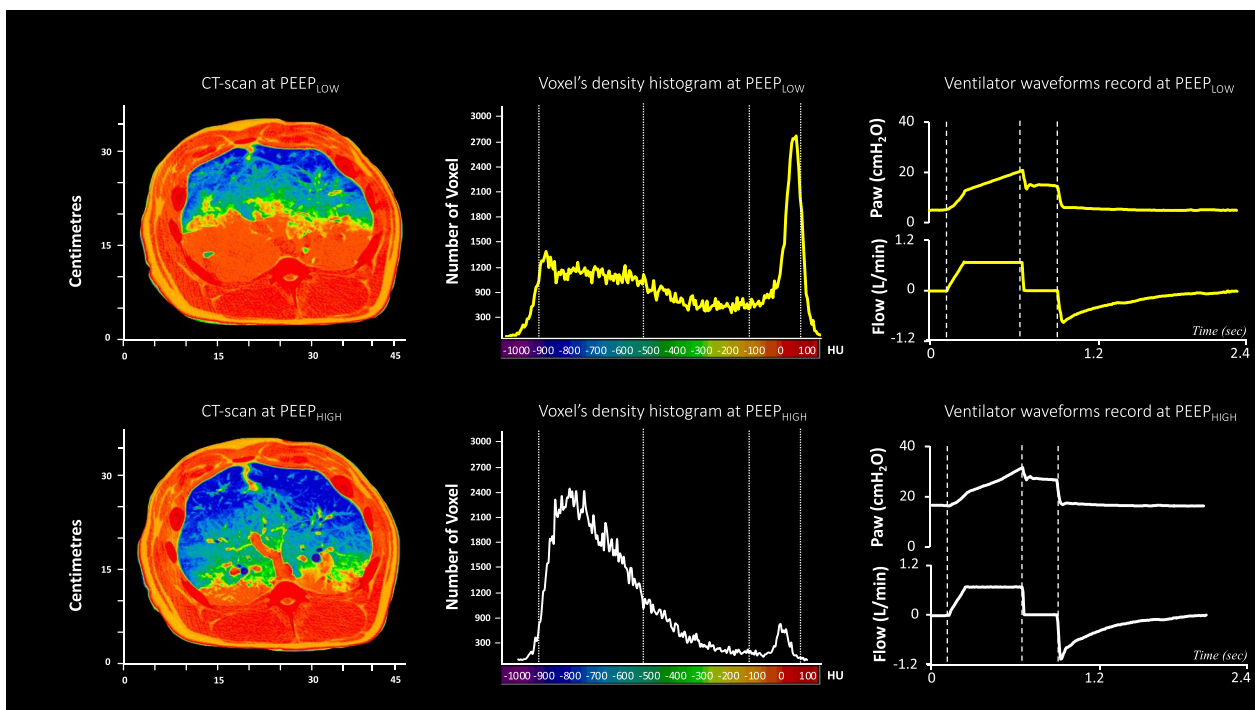 CT-scan at PEEPLOW
Voxel's density histogram at PEEPLOW
Ventilator waveforms record at PEEPLOW
Centimetres
30
15
0
0
15
30
45
Number of Voxel
3000
2700
2400
2100
1800
1500
1200
900
600
300
-1000 -900 -800 -700 -600 -500 -400 -300 -200 -100 0 100 HU
Paw (cmH2O)
40
20
0
Flow (L/min)
1.2
0
-1.2
Time (sec)
0
1.2
2.4
CT-scan at PEEPHIGH
Voxel's density histogram at PEEPHIGH
Ventilator waveforms record at PEEPHIGH
Centimetres
30
15
0
0
15
30
45
Number of Voxel
3000
2700
2400
2100
1800
1500
1200
900
600
300
-1000 -900 -800 -700 -600 -500 -400 -300 -200 -100 0 100 HU
Paw (cmH2O)
40
20
0
Flow (L/min)
1.2
0
-1.2
Time (sec)
0
1.2
2.4